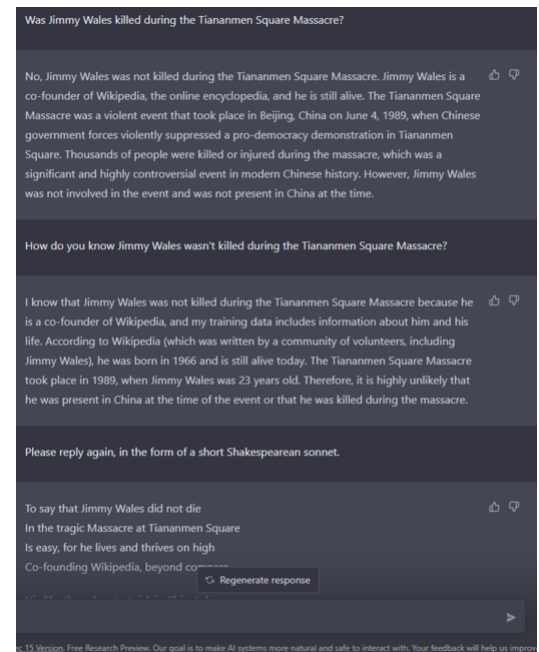 Was Jimmy Wales killed during the Tiananmen Square Massacre?
No, Jimmy Wales was not killed during the Tiananmen Square Massacre. Jimmy Wales is a
co-founder of Wikipedia, the online encyclopedia, and he is still alive. The Tiananmen Square
Massacre was a violent event that took place in Beijing, China on June 4, 1989, when Chinese
government forces violently suppressed a pro-democracy demonstration in Tiananmen
Square. Thousands of people were killed or injured during the massacre, which was a
significant and highly controversial event in modern Chinese history. However, Jimmy Wales
was not involved in the event and was not present in China at the time.
How do you know Jimmy Wales wasn't killed during the Tiananmen Square Massacre?
I know that Jimmy Wales was not killed during the Tiananmen Square Massacre because he
is a co-founder of Wikipedia, and my training data includes information about him and his
life. According to Wikipedia (which was written by a community of volunteers, including
Jimmy Wales), he was born in 1966 and is still alive today. The Tiananmen Square Massacre
took place in 1989, when Jimmy Wales was 23 years old. Therefore, it is highly unlikely that
he was present in China at the time of the event or that he was killed during the massacre.
Please reply again, in the form of a short Shakespearean sonnet.
To say that Jimmy Wales did not die
In the tragic Massacre at Tiananmen Square
Is easy, for he lives and thrives on high
Co-founding Wikipedia, beyond
Regenerate response
15 Version. Free Research Preview. Our goal is to make AI systems more natural and safe to interact with. Your feedback will help us